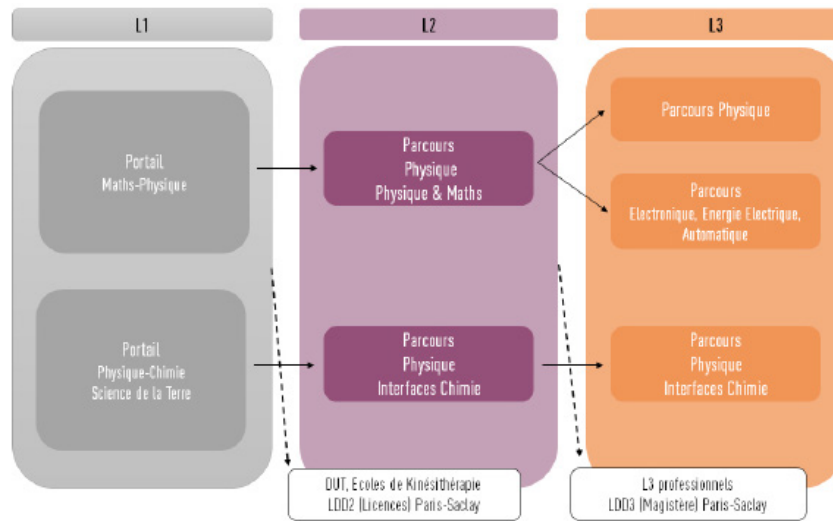 L1
L2
L3
Portail
Maths-Physique
Portail
Physique-Chimie
Science de la Terre
Parcours
Physique
Physique & Maths
Parcours
Physique
Interfaces Chimie
Parcours Physique
Parcours
Electronique, Energie Electrique,
Automatique
Parcours
Physique
Interfaces Chimie
DUT, Ecoles de Kinésithérapie
LDD2 (Licences) Paris-Saclay
L3 professionnels
LDD3 (Magistère) Paris-Saclay